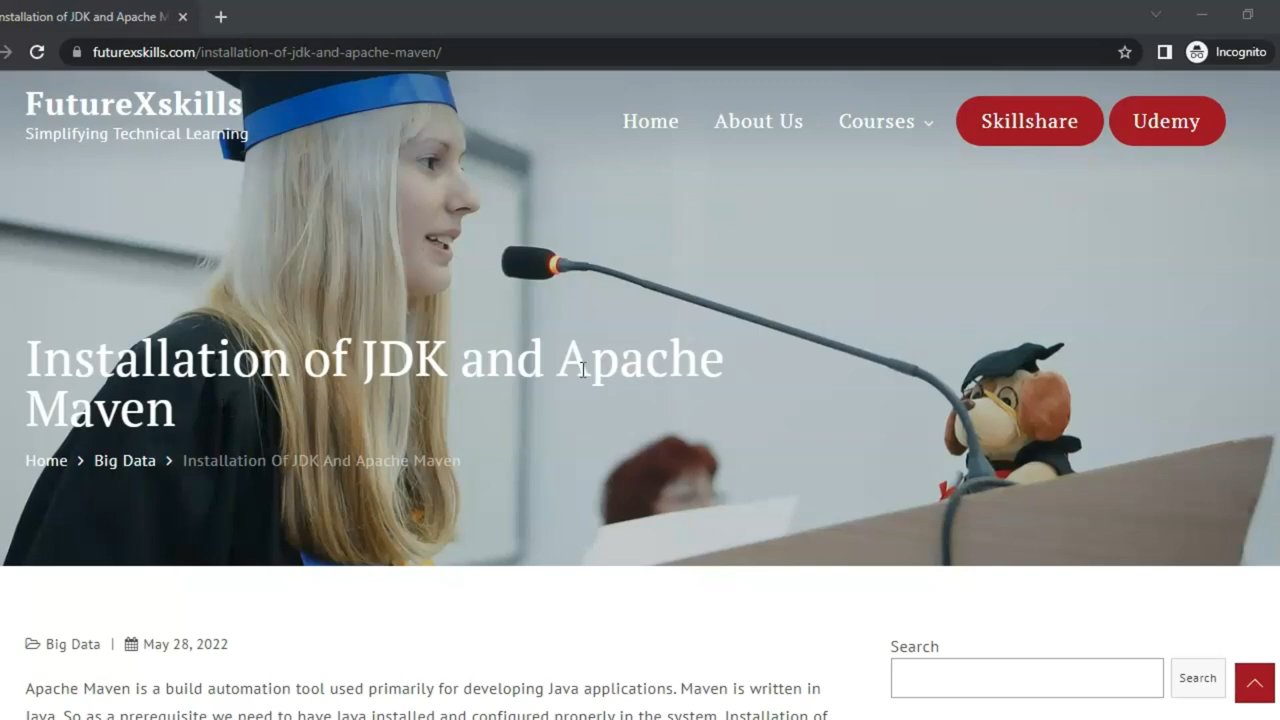 nstallation of JDK and Apache M
futurexskills.com/installation-of-jdk-and-apache-maven/
Incognito
FutureXskills
Simplifying Technical Learning
Home
About Us
Courses
Skillshare
Udemy
Installation of JDK and Apache
Maven
Home > Big Data > Installation Of JDK And Apache Maven
Big Data | May 28, 2022
Search
Search
Apache Maven is a build automation tool used primarily for developing Java applications. Maven is written in
Java. So as a prerequisite we need to have Java installed and configured properly in the system. Installation of